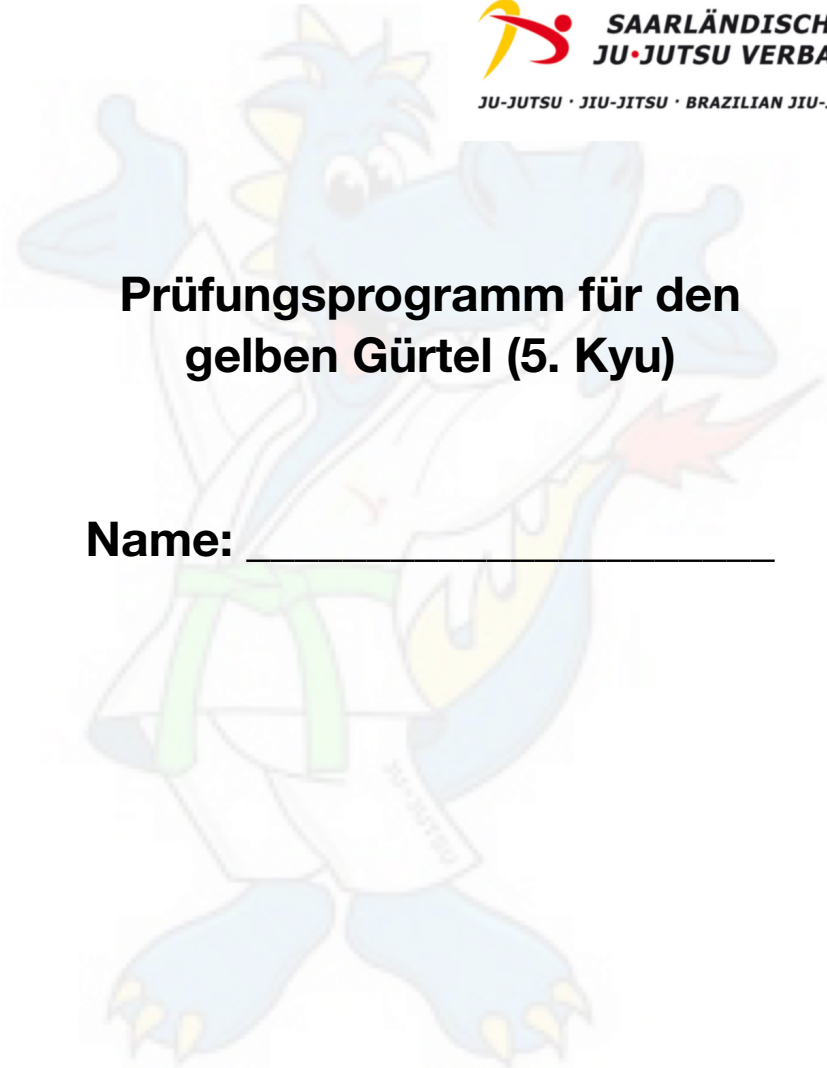 SAARLÄNDISCH
JU•JUTSU VERBA
JU-JUTSU · JIU-JITSU · BRAZILIAN JIU-
Prüfungsprogramm für den
gelben Gürtel (5. Kyu)
Name: ______________________